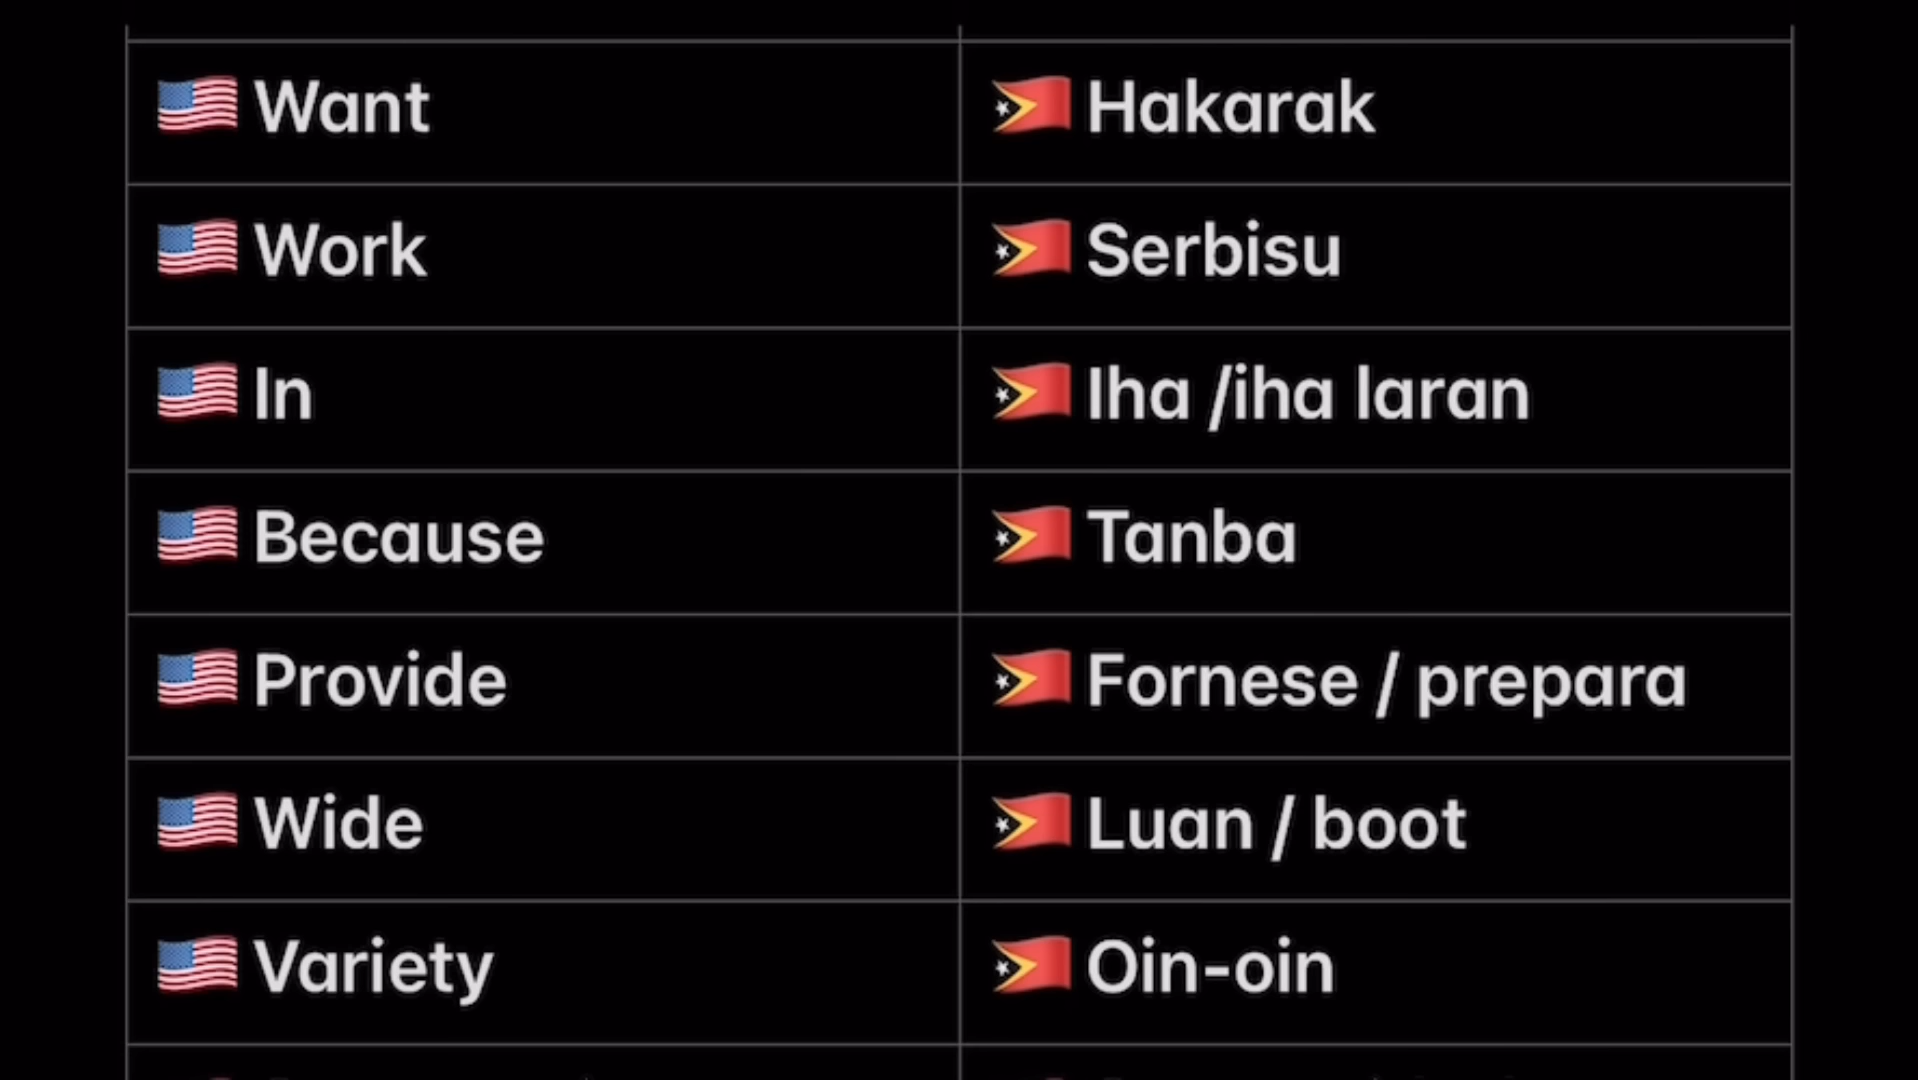 🇺🇸 Want 🇹🇱 Hakarak
🇺🇸 Work 🇹🇱 Serbisu
🇺🇸 In 🇹🇱 Iha /iha laran
🇺🇸 Because 🇹🇱 Tanba
🇺🇸 Provide 🇹🇱 Fornese / prepara
🇺🇸 Wide 🇹🇱 Luan / boot
🇺🇸 Variety 🇹🇱 Oin-oin